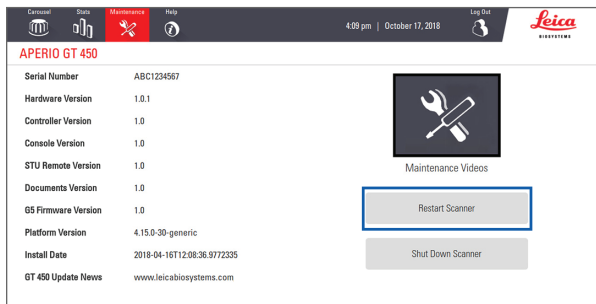 Carousel Stats Maintenance Help 4:09 pm | October 17, 2018 Log Out
Leica
BIOSYSTEMS
APERIO GT 450
Serial Number ABC1234567
Hardware Version 1.0.1
Controller Version 1.0
Console Version 1.0
STU Remote Version 1.0
Documents Version 1.0
G5 Firmware Version 1.0
Platform Version 4.15.0-30-generic
Install Date 2018-04-16T12:08:36.9772335
GT 450 Update News www.leicabiosystems.com
Maintenance Videos
Restart Scanner
Shut Down Scanner